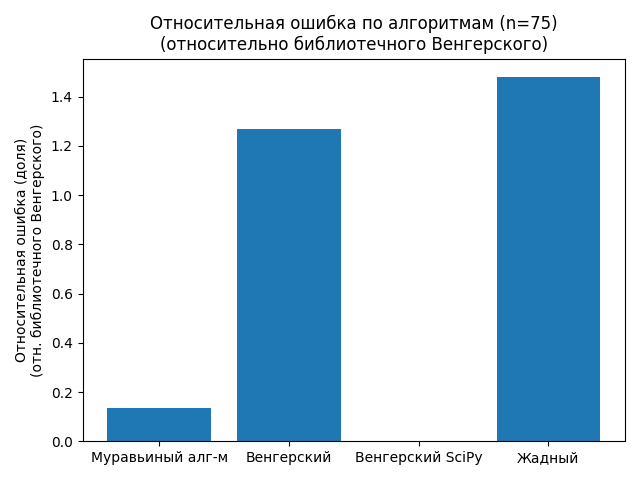 Относительная ошибка по алгоритмам (n=75)
(относительно библиотечного Венгерского)
Относительная ошибка (доля)
(отн. библиотечного Венгерского)
1.4
1.2
1.0
0.8
0.6
0.4
0.2
0.0
Муравьиный алг-м Венгерский Венгерский SciPy Жадный